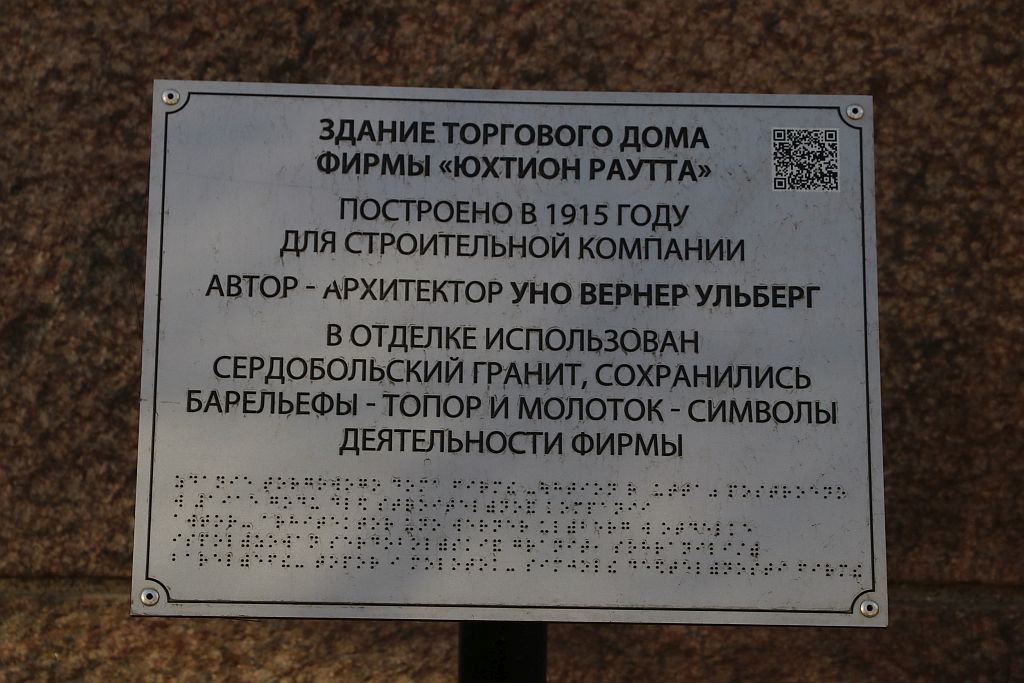 ЗДАНИЕ ТОРГОВОГО ДОМА
ФИРМЫ «ЮХТИОН РАУТТА»
ПОСТРОЕНО В 1915 ГОДУ
ДЛЯ СТРОИТЕЛЬНОЙ КОМПАНИИ
АВТОР - АРХИТЕКТОР УНО ВЕРНЕР УЛЬБЕРГ
В ОТДЕЛКЕ ИСПОЛЬЗОВАН
СЕРДОБОЛЬСКИЙ ГРАНИТ, СОХРАНИЛИСЬ
БАРЕЛЬЕФЫ - ТОПОР И МОЛОТОК - СИМВОЛЫ
ДЕЯТЕЛЬНОСТИ ФИРМЫ